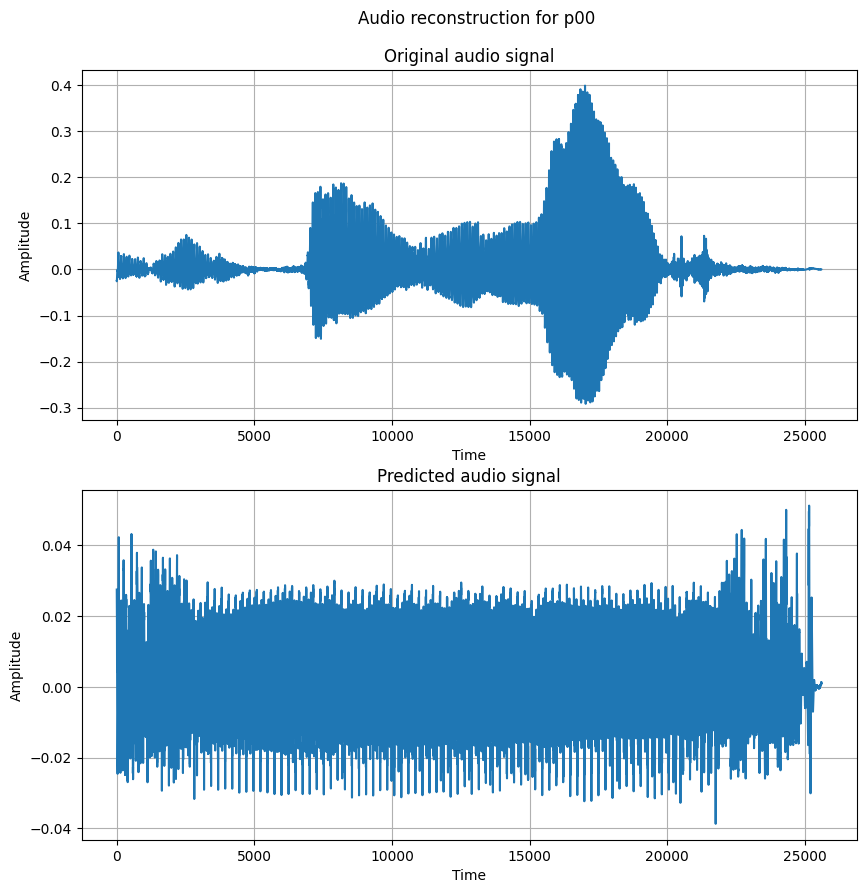 Audio reconstruction for p00
Original audio signal
0.4
0.3
0.2
0.1
0.0
−0.1
−0.2
−0.3
Amplitude
0 5000 10000 15000 20000 25000
Time
Predicted audio signal
0.04
0.02
0.00
−0.02
−0.04
Amplitude
0 5000 10000 15000 20000 25000
Time